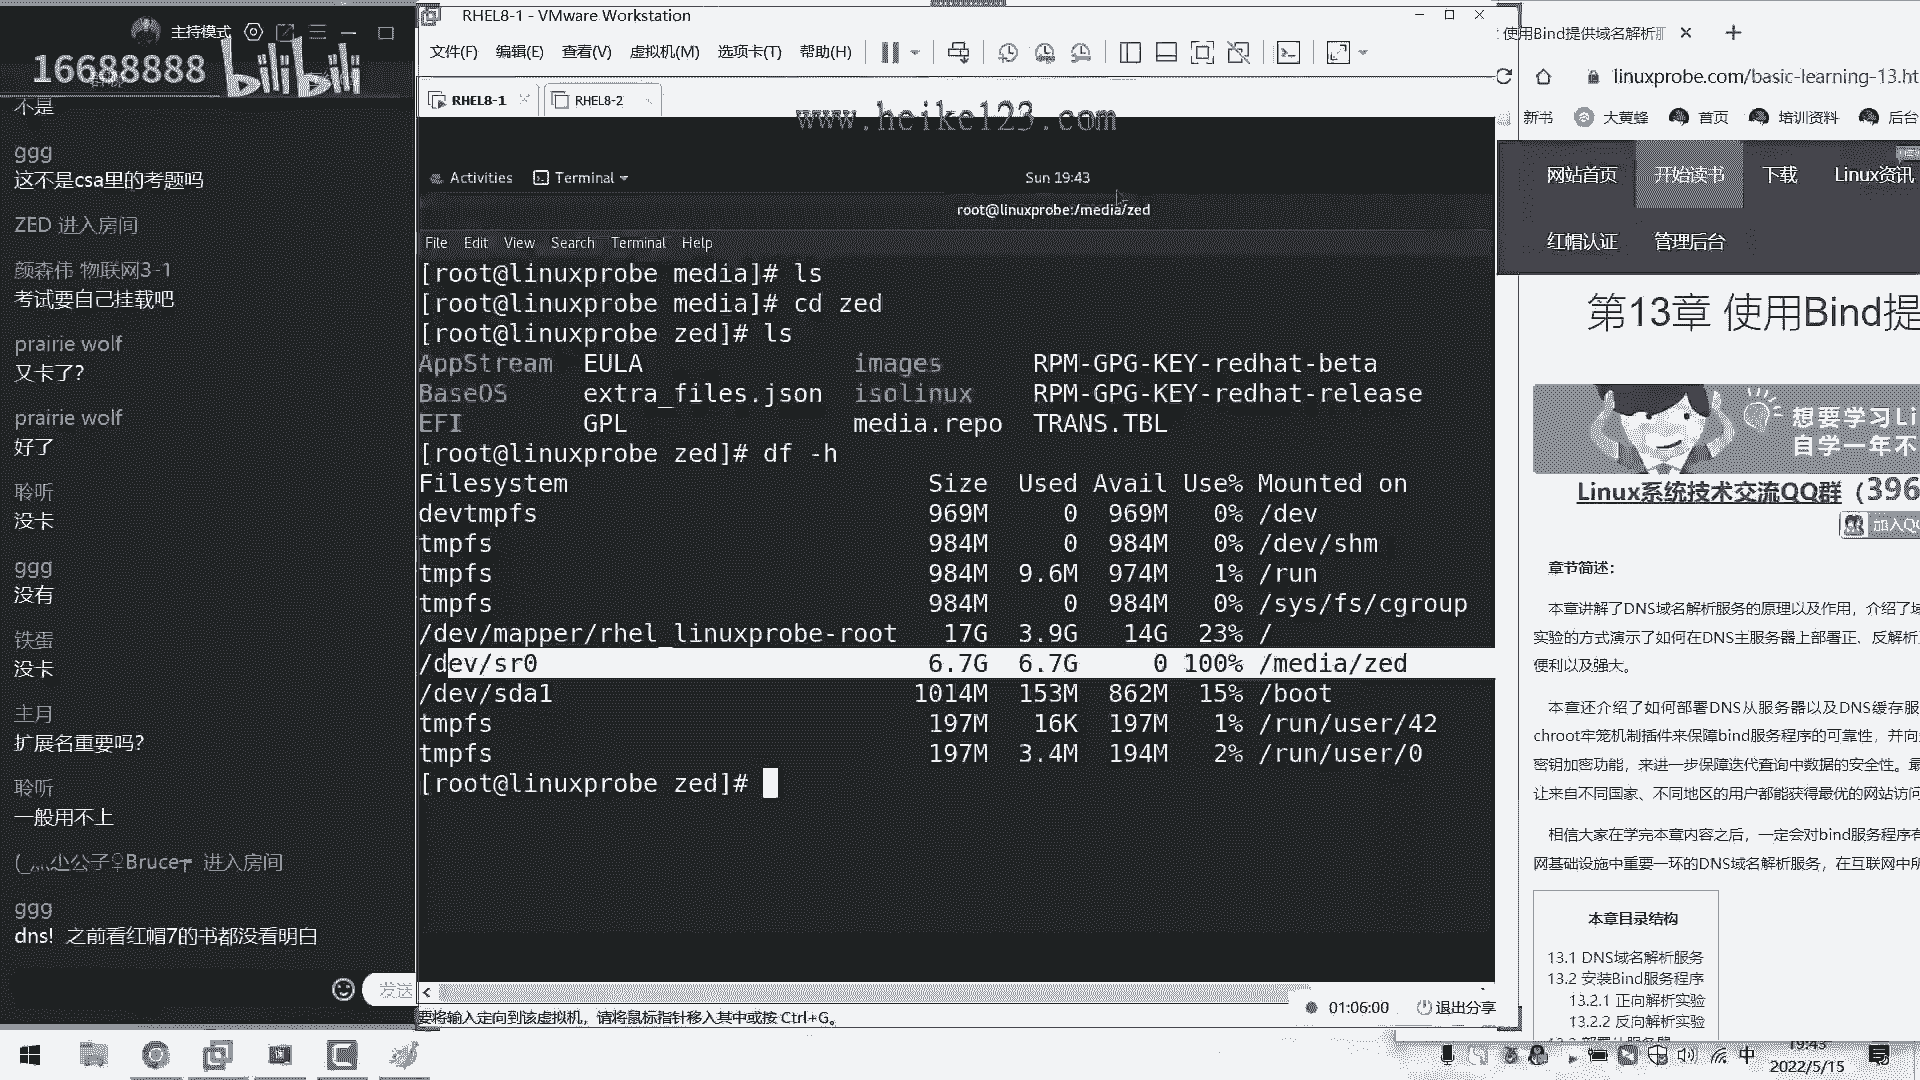 主持模式
16688888
bilibili
不是
ggg
这不是csa里的考题吗
ZED 进入房间
颜森伟 物联网3-1
考试要自己挂载吧
prairie wolf
又卡了?
prairie wolf
好了
聆听
没卡
ggg
没有
铁蛋
没卡
主月
扩展名重要吗?
聆听
一般用不上
公子♀Bruce 进入房间
ggg
dns! 之前看红帽7的书都没看明白
发送
RHEL8-1 - VMware Workstation
文件(F) 编辑(E) 查看(V) 虚拟机(M) 选项卡(T) 帮助(H)
RHEL8-1 RHEL8-2
www.heike123.com
Activities Terminal Sun 19:43
root@linuxprobe:/media/zed
File Edit View Search Terminal Help
[root@linuxprobe media]# ls
[root@linuxprobe media]# cd zed
[root@linuxprobe zed]# ls
AppStream EULA images RPM-GPG-KEY-redhat-beta
BaseOS extra_files.json isolinux RPM-GPG-KEY-redhat-release
EFI GPL media.repo TRANS.TBL
[root@linuxprobe zed]# df -h
Filesystem Size Used Avail Use% Mounted on
devtmpfs 969M 0 969M 0% /dev
tmpfs 984M 0 984M 0% /dev/shm
tmpfs 984M 9.6M 974M 1% /run
tmpfs 984M 0 984M 0% /sys/fs/cgroup
/dev/mapper/rhel_linuxprobe-root 17G 3.9G 14G 23% /
/dev/sr0 6.7G 6.7G 0 100% /media/zed
/dev/sda1 1014M 153M 862M 15% /boot
tmpfs 197M 16K 197M 1% /run/user/42
tmpfs 197M 3.4M 194M 2% /run/user/0
[root@linuxprobe zed]#
01:06:00 退出分享
要将输入定向到该虚拟机，请将鼠标指针移入其中或按 Ctrl+G。
使用Bind提供域名解析
linuxprobe.com/basic-learning-13.ht
新书 大黄蜂 首页 培训资料 后台
网站首页 开始读书 下载 Linux资讯
红帽认证 管理后台
第13章 使用Bind提
想要学习Li
自学一年不
Linux系统技术交流QQ群（396
加入Q
章节简述：
本章讲解了DNS域名解析服务的原理以及作用，介绍了域
实验的方式演示了如何在DNS主服务器上部署正、反解析
便利以及强大。
本章还介绍了如何部署DNS从服务器以及DNS缓存服
chroot牢笼机制插件来保障bind服务程序的可靠性，并向
密钥加密功能，来进一步保障迭代查询中数据的安全性。最
让来自不同国家、不同地区的用户都能获得最优的网站访问
相信大家在学完本章内容之后，一定会对bind服务程序有
网基础设施中重要一环的DNS域名解析服务，在互联网中所
本章目录结构
13.1 DNS域名解析服务
13.2 安装Bind服务程序
13.2.1 正向解析实验
13.2.2 反向解析实验
中
19:43
2022/5/15